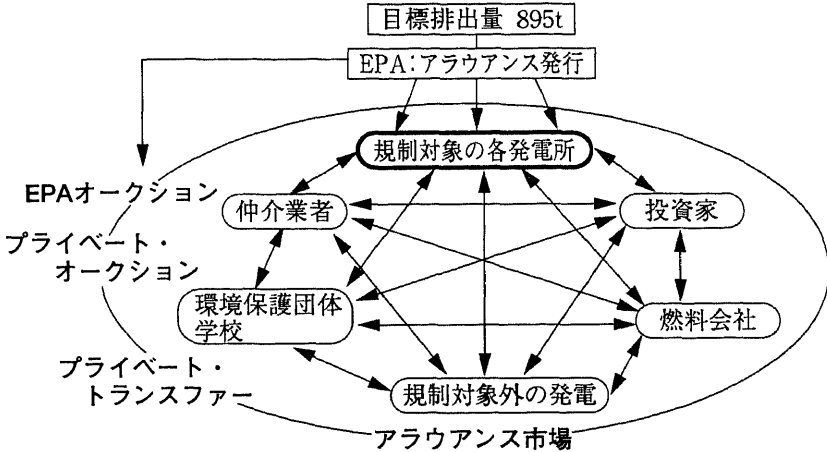 目標排出量 895t
EPA:アラウアンス発行
規制対象の各発電所
EPAオークション
仲介業者
投資家
プライベート・
オークション
環境保護団体
学校
燃料会社
プライベート・
トランスファー
規制対象外の発電
アラウアンス市場